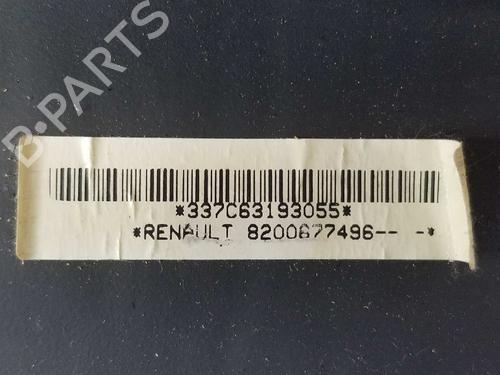 B-PARTS
*337C63193055*
*RENAULT 8200677496-- -*